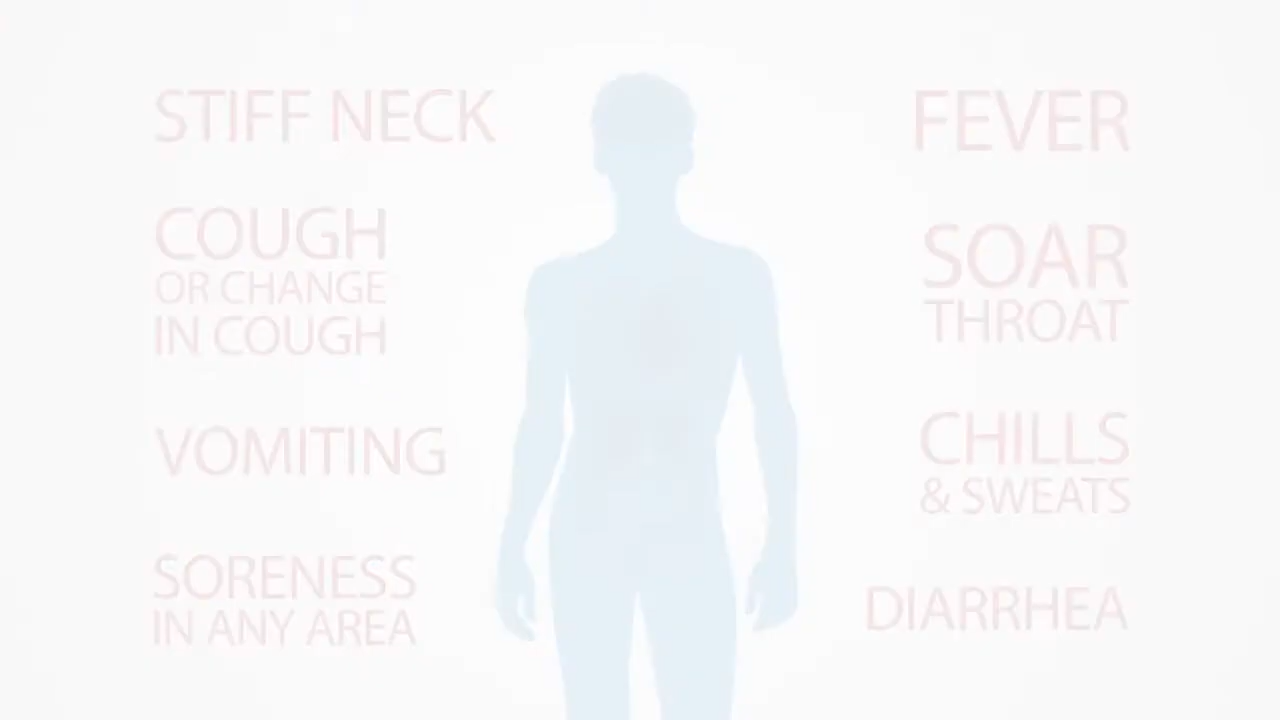 STIFF NECK
COUGH
OR CHANGE
IN COUGH
VOMITING
SORENESS
IN ANY AREA
FEVER
SOAR
THROAT
CHILLS
& SWEATS
DIARRHEA